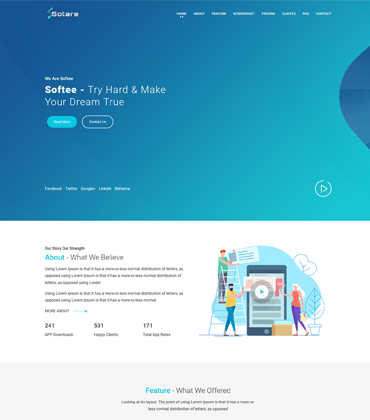 Sotere
HOME ABOUT FEATURE SCREENSHOT PRICING CLIENTS FAQ CONTACT
We Are Softee
Softee - Try Hard & Make
Your Dream True
Read More Contact Us
Facebook Twitter Google+ Linkdin Behance
Our Story Our Strangth
About - What We Believe
Using Lorem Ipsum is that it has a more-or-less normal distribution of letters, as
opposed using Lorem Ipsum is that it has a more-or-less normal distribution of
letters, as opposed using Lorem.
Using Lorem Ipsum is that it has a more-or-less normal distribution of letters, as
opposed using Lorem Ipsum is that it has a more-or-less normal
MORE ABOUT
241 531 171
APP Downloads Happy Clients Total App Rates
Feature - What We Offered
Looking at its layout. The point of using Lorem Ipsum is that it has a more-or
less normal distribution of letters, as opposed